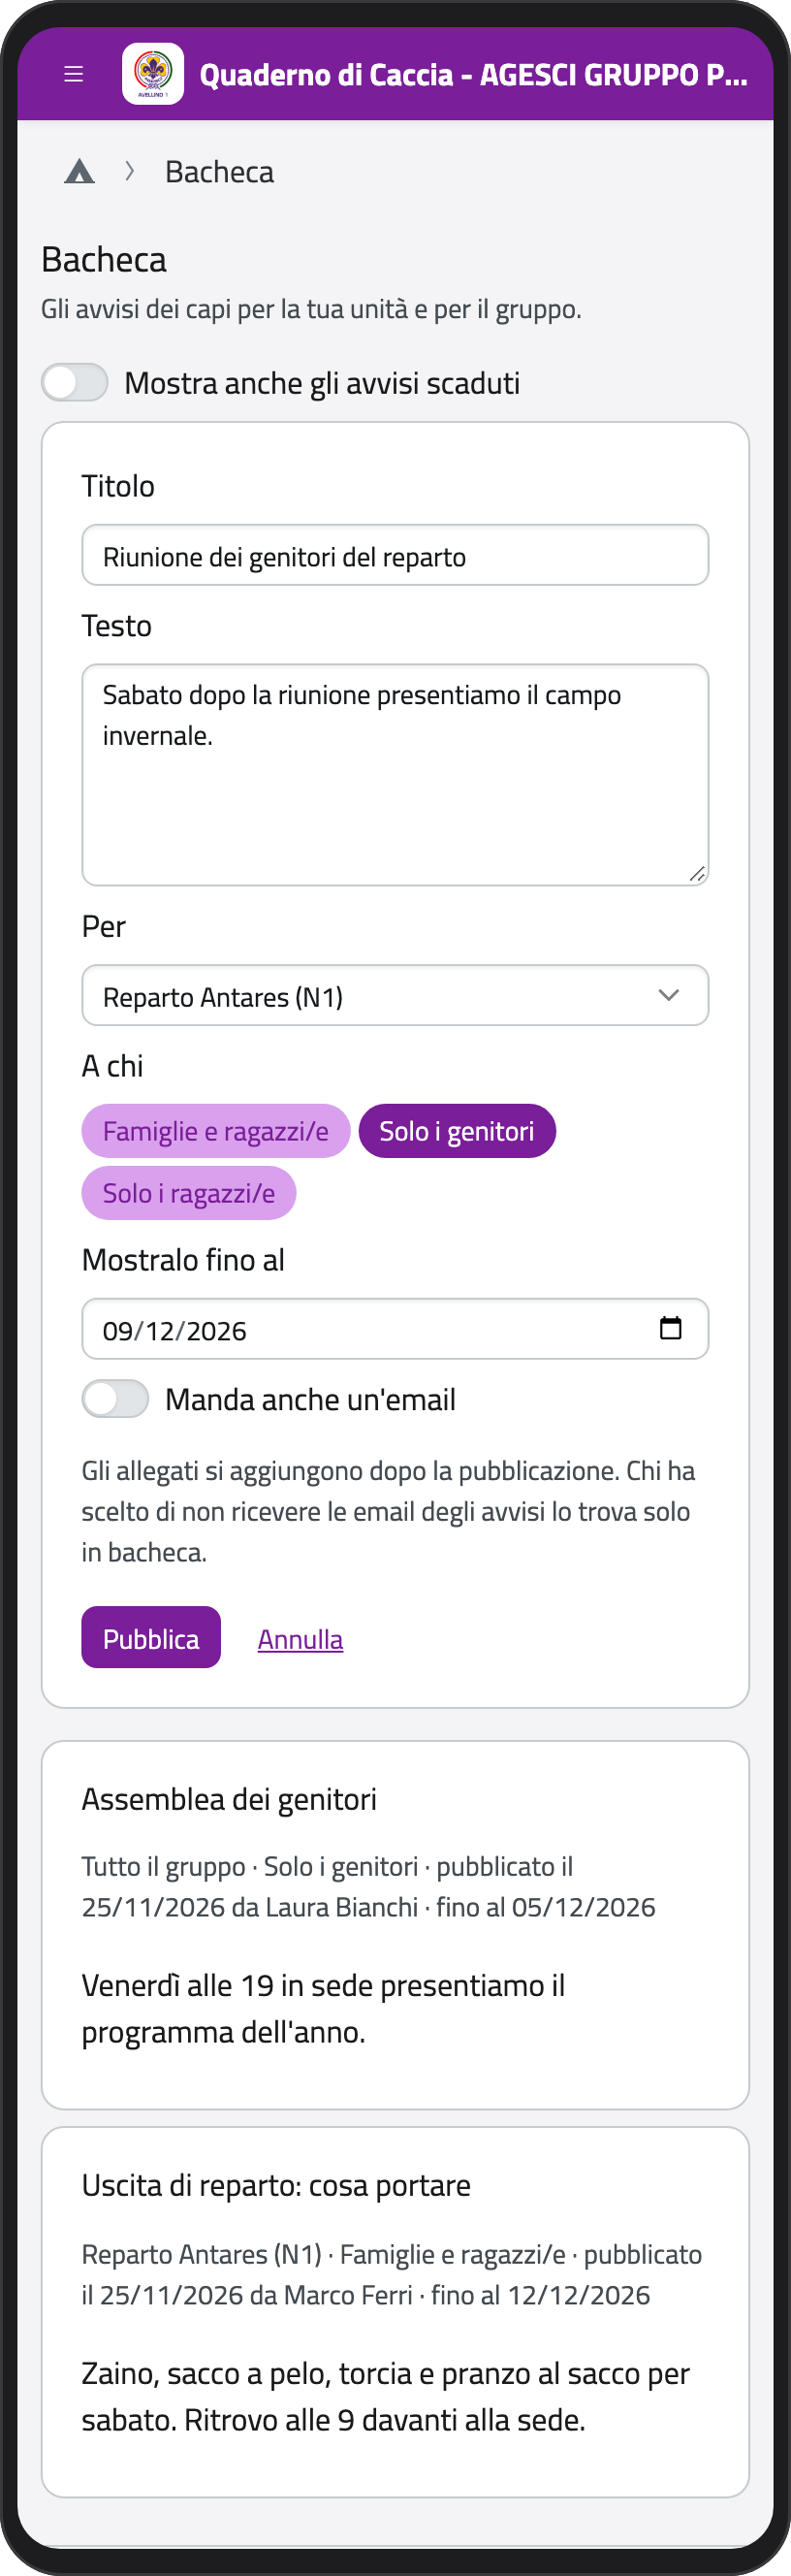 AVELLINO 1
Quaderno di Caccia - AGESCI GRUPPO P...
Bacheca
Bacheca
Gli avvisi dei capi per la tua unità e per il gruppo.
Mostra anche gli avvisi scaduti
Titolo
Riunione dei genitori del reparto
Testo
Sabato dopo la riunione presentiamo il campo
invernale.
Per
Reparto Antares (N1)
A chi
Famiglie e ragazzi/e
Solo i genitori
Solo i ragazzi/e
Mostralo fino al
09/12/2026
Manda anche un'email
Gli allegati si aggiungono dopo la pubblicazione. Chi ha
scelto di non ricevere le email degli avvisi lo trova solo
in bacheca.
Pubblica
Annulla
Assemblea dei genitori
Tutto il gruppo · Solo i genitori · pubblicato il
25/11/2026 da Laura Bianchi · fino al 05/12/2026
Venerdì alle 19 in sede presentiamo il
programma dell'anno.
Uscita di reparto: cosa portare
Reparto Antares (N1) · Famiglie e ragazzi/e · pubblicato
il 25/11/2026 da Marco Ferri · fino al 12/12/2026
Zaino, sacco a pelo, torcia e pranzo al sacco per
sabato. Ritrovo alle 9 davanti alla sede.